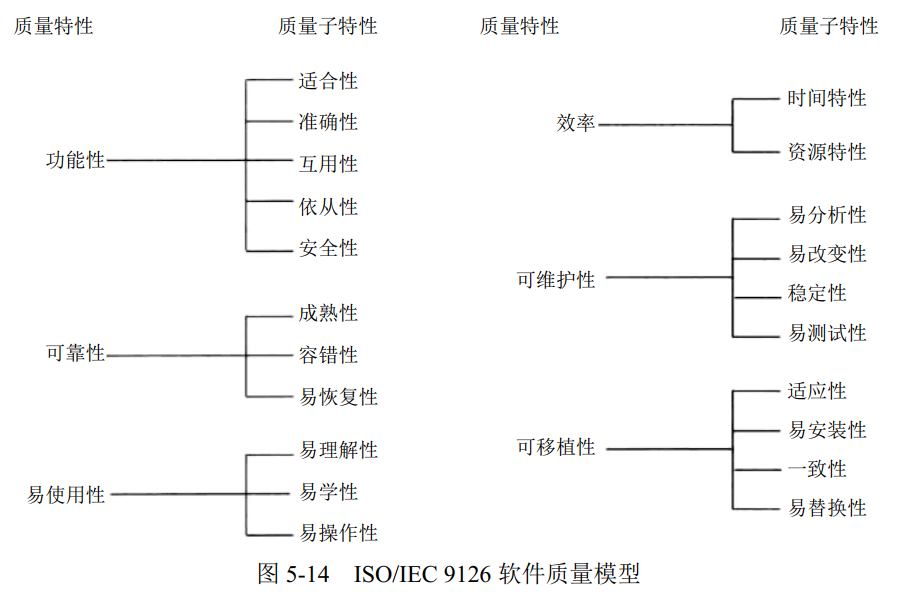 质量特性 质量子特性
功能性
适合性
准确性
互用性
依从性
安全性
可靠性
成熟性
容错性
易恢复性
易使用性
易理解性
易学性
易操作性
质量特性 质量子特性
效率
时间特性
资源特性
可维护性
易分析性
易改变性
稳定性
易测试性
可移植性
适应性
易安装性
一致性
易替换性
图 5-14 ISO/IEC 9126 软件质量模型